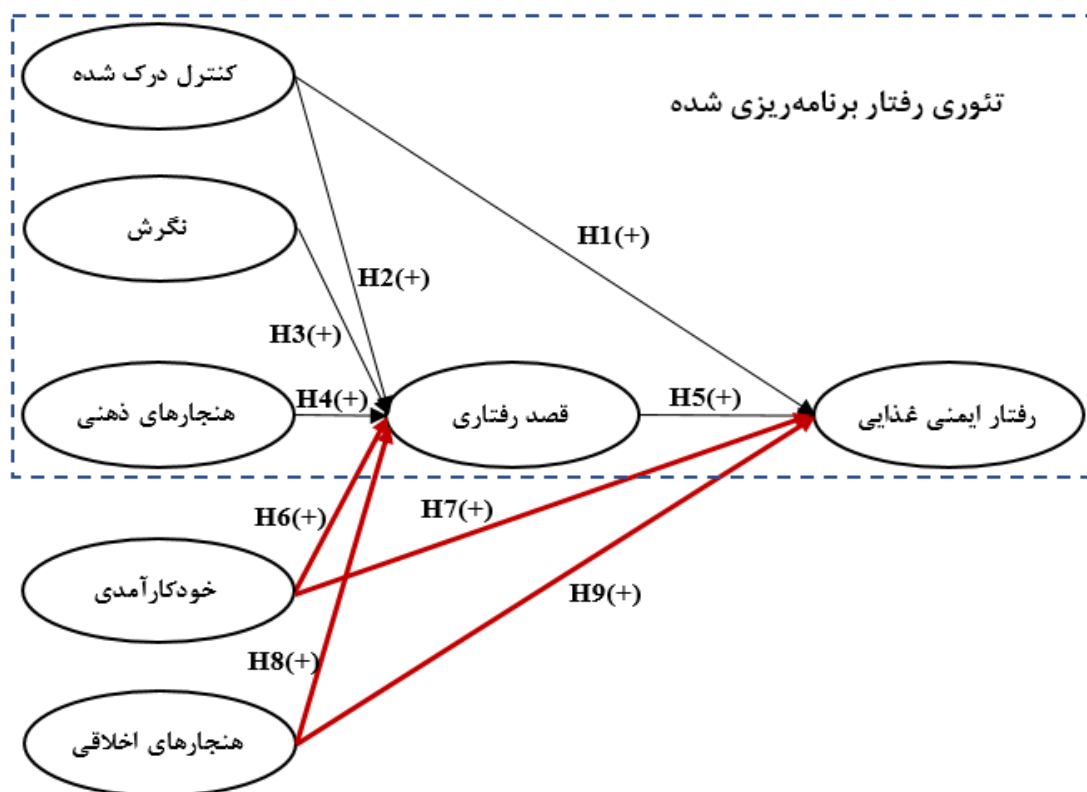 کنترل درک شده
تئوری رفتار برنامه‌ریزی شده
نگرش
H1(+)
H2(+)
H3(+)
هنجارهای ذهنی
H4(+)
قصد رفتاری
H5(+)
رفتار ایمنی غذایی
H6(+)
H7(+)
خودکارآمدی
H9(+)
H8(+)
هنجارهای اخلاقی